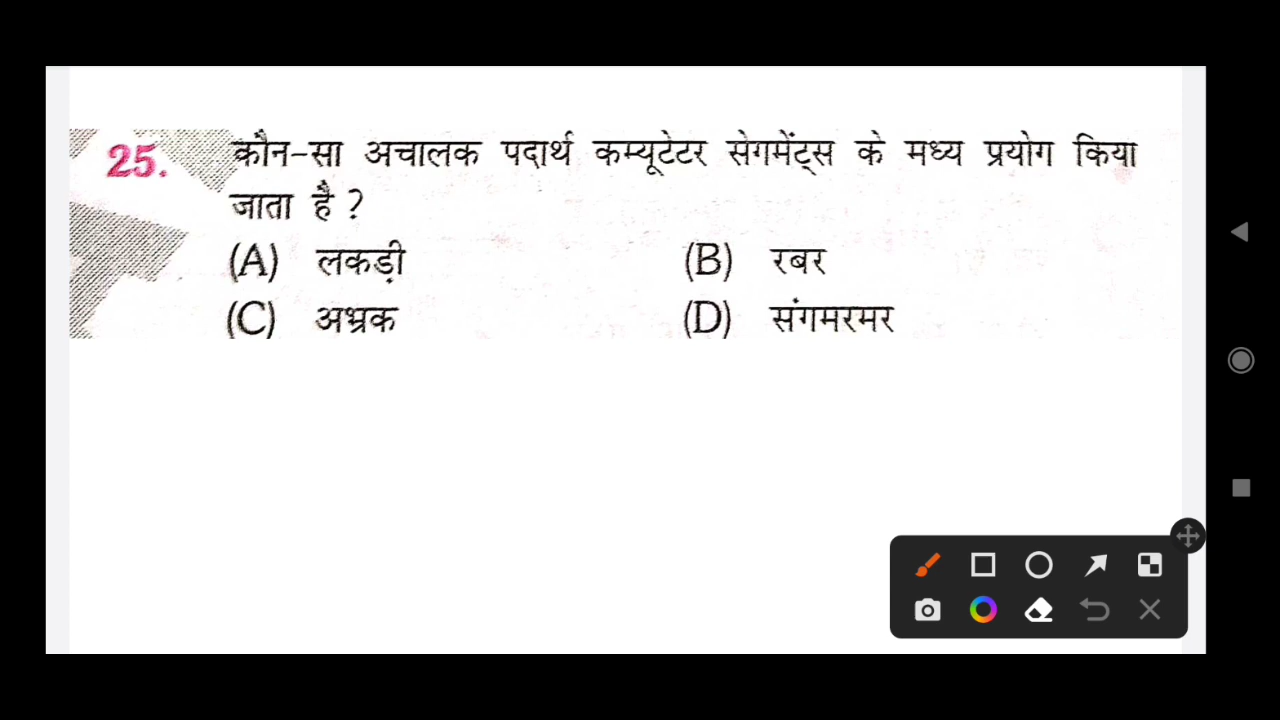 25. कौन-सा अचालक पदार्थ कम्यूटेटर सेगमेंट्स के मध्य प्रयोग किया
जाता है ?
(A) लकड़ी (B) रबर
(C) अभ्रक (D) संगमरमर